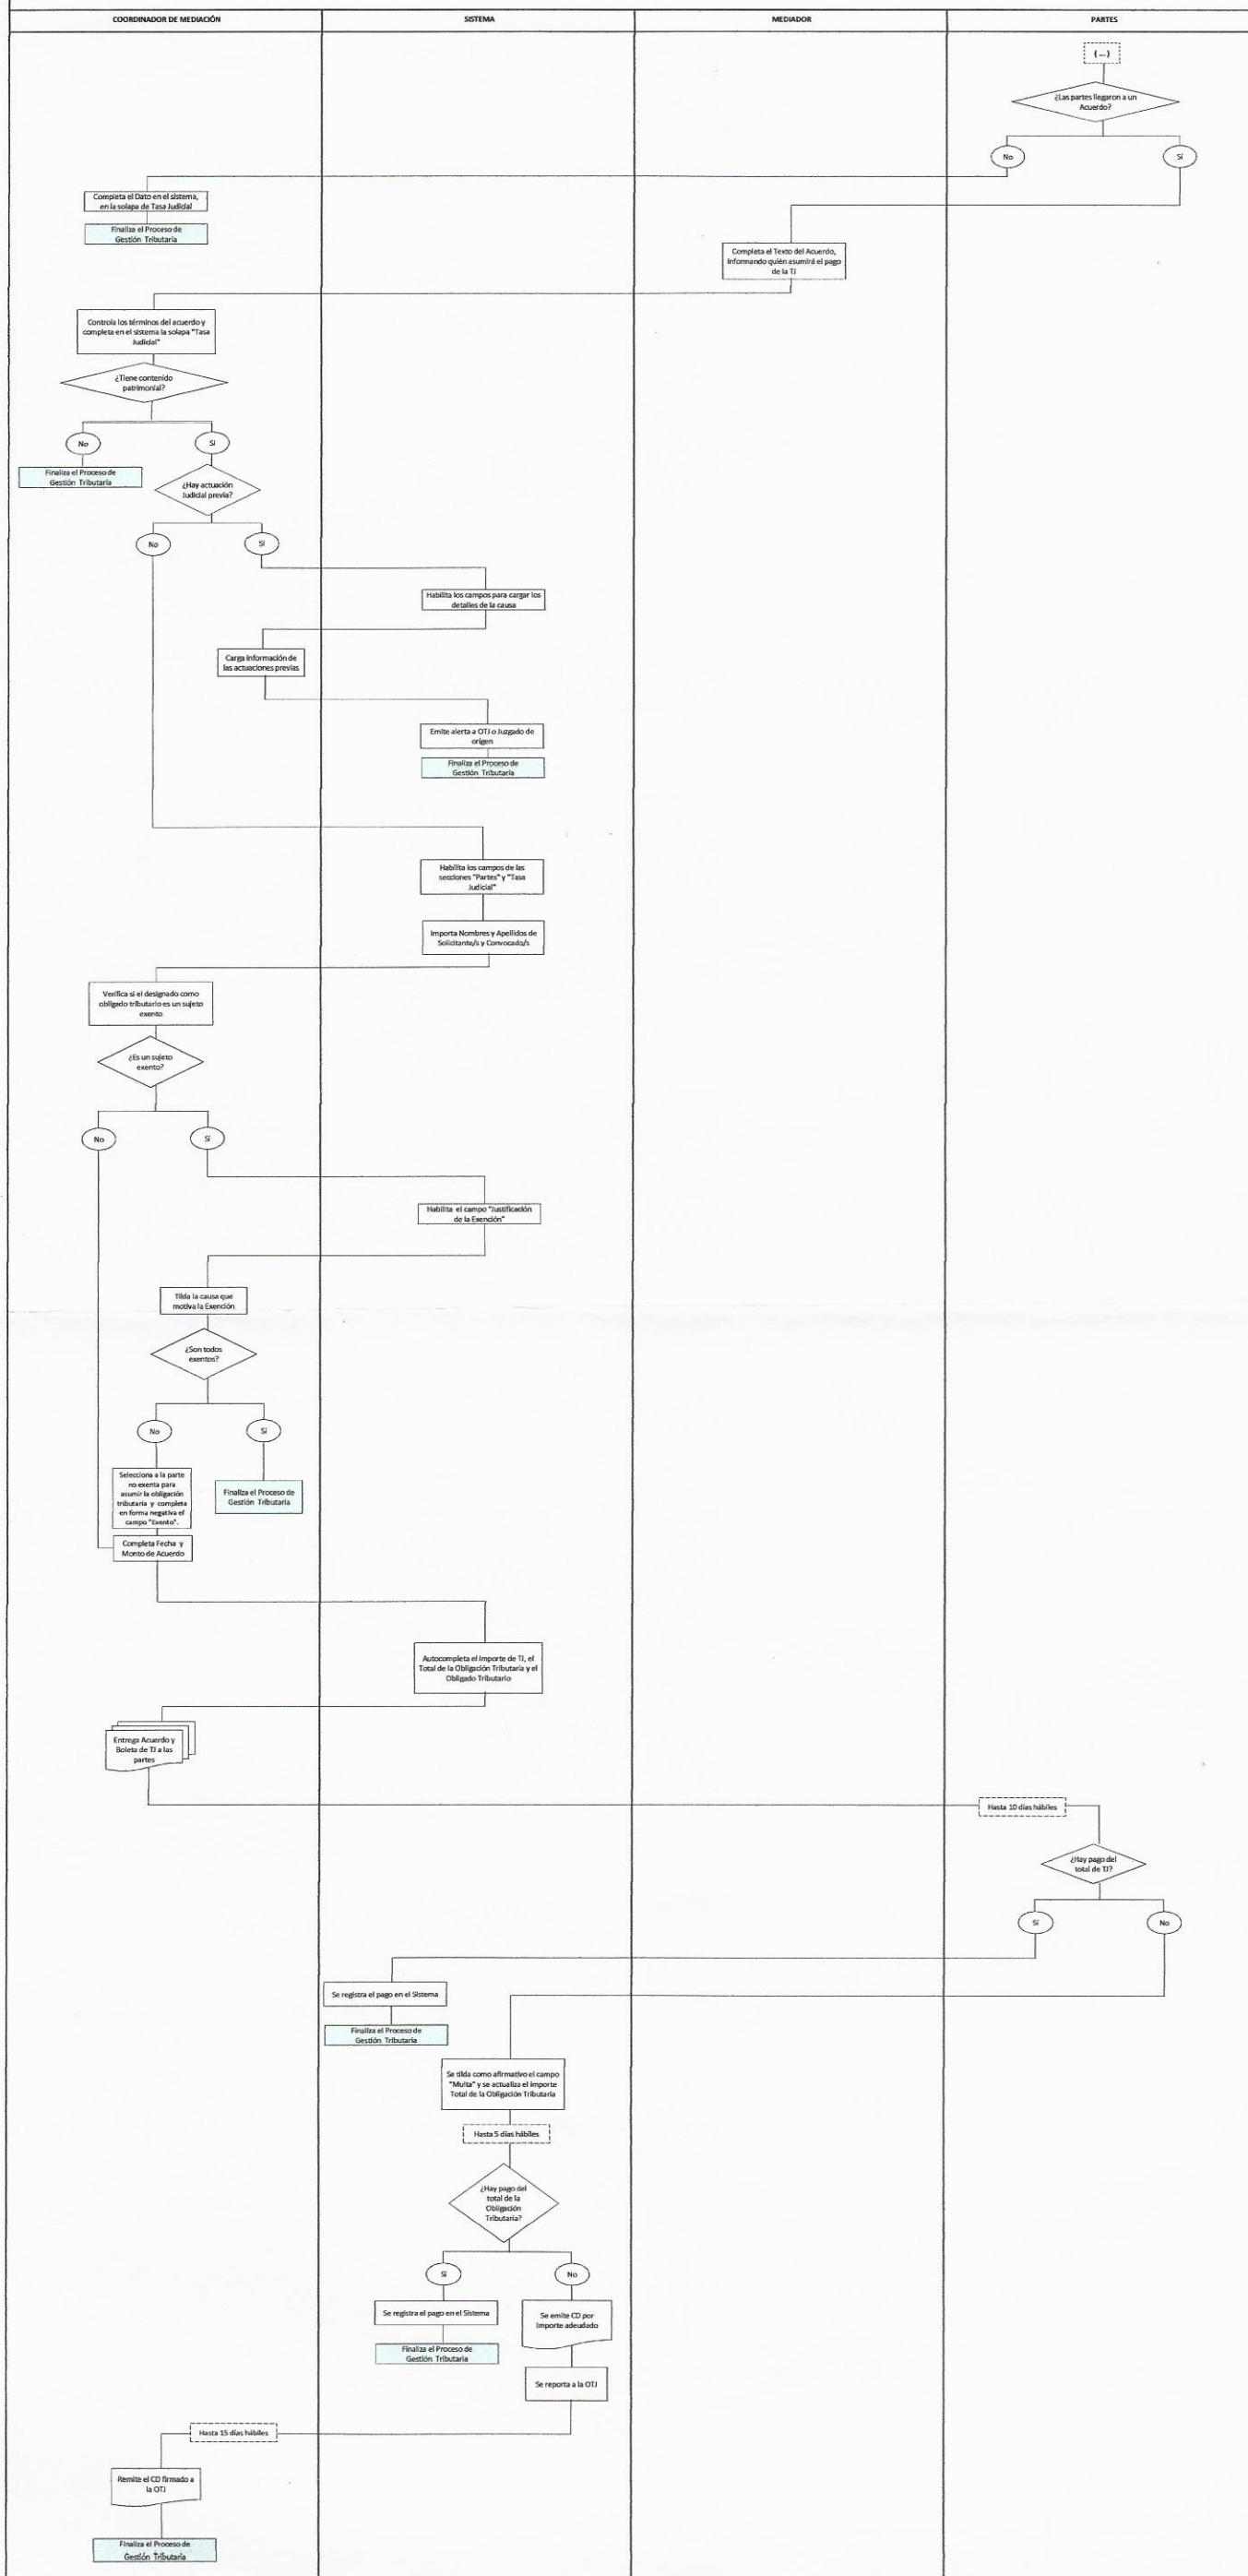 COORDINADOR DE MEDIACIÓN
SISTEMA
MEDIADOR
PARTES
(...)
¿Las partes llegaron a un
Acuerdo?
No
Sí
Completa el Dato en el sistema,
en la solapa de Tasa Judicial
Finaliza el Proceso de
Gestión Tributaria
Completa el Texto del Acuerdo,
informando quién asumirá el pago
de la TJ
Controla los términos del acuerdo y
completa en el sistema la solapa "Tasa
Judicial"
¿Tiene contenido
patrimonial?
No
Sí
Finaliza el Proceso de
Gestión Tributaria
¿Hay actuación
Judicial previa?
No
Sí
Habilita los campos para cargar los
detalles de la causa
Carga información de
las actuaciones previas
Emite alerta a OTJ o Juzgado de
origen
Finaliza el Proceso de
Gestión Tributaria
Habilita los campos de las
secciones "Partes" y "Tasa
Judicial"
Importa Nombres y Apellidos de
Solicitante/s y Convocado/s
Verifica si el designado como
obligado tributario es un sujeto
exento
¿Es un sujeto
exento?
No
Sí
Habilita el campo "Justificación
de la Exención"
Tilda la causa que
motiva la Exención
¿Son todos
exentos?
No
Sí
Selecciona a la parte
no exenta para
asumir la obligación
tributaria y completa
en forma negativa el
campo "Exento".
Finaliza el Proceso de
Gestión Tributaria
Completa Fecha y
Monto de Acuerdo
Autocompleta el importe de TJ, el
Total de la Obligación Tributaria y el
Obligado Tributario
Entrega Acuerdo y
Boleta de TJ a las
partes
Hasta 10 días hábiles
¿Hay pago del
total de TJ?
Sí
No
Se registra el pago en el Sistema
Finaliza el Proceso de
Gestión Tributaria
Se tilda como afirmativo el campo
"Multa" y se actualiza el importe
Total de la Obligación Tributaria
Hasta 5 días hábiles
¿Hay pago del
total de la
Obligación
Tributaria?
Sí
No
Se registra el pago en el Sistema
Finaliza el Proceso de
Gestión Tributaria
Se emite CD por
Importe adeudado
Se reporta a la OTJ
Hasta 15 días hábiles
Remite el CD firmado a
la OTJ
Finaliza el Proceso de
Gestión Tributaria